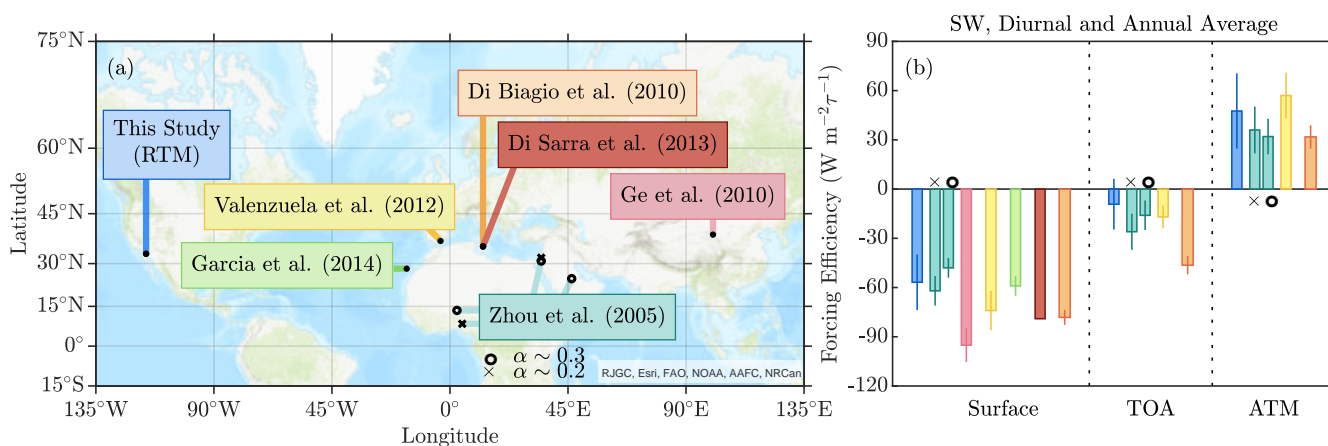 SW, Diurnal and Annual Average
75°N
60°N
45°N
30°N
15°N
0°
15°S
Latitude
(a)
This Study
(RTM)
Di Biagio et al. (2010)
Di Sarra et al. (2013)
Ge et al. (2010)
Valenzuela et al. (2012)
Garcia et al. (2014)
Zhou et al. (2005)
α ∼ 0.3
α ∼ 0.2
RJGC, Esri, FAO, NOAA, AAFC, NRCan
135°W
90°W
45°W
0°
45°E
90°E
135°E
Longitude
(b)
Forcing Efficiency (W m⁻²τ⁻¹)
90
60
30
0
-30
-60
-90
-120
Surface
TOA
ATM